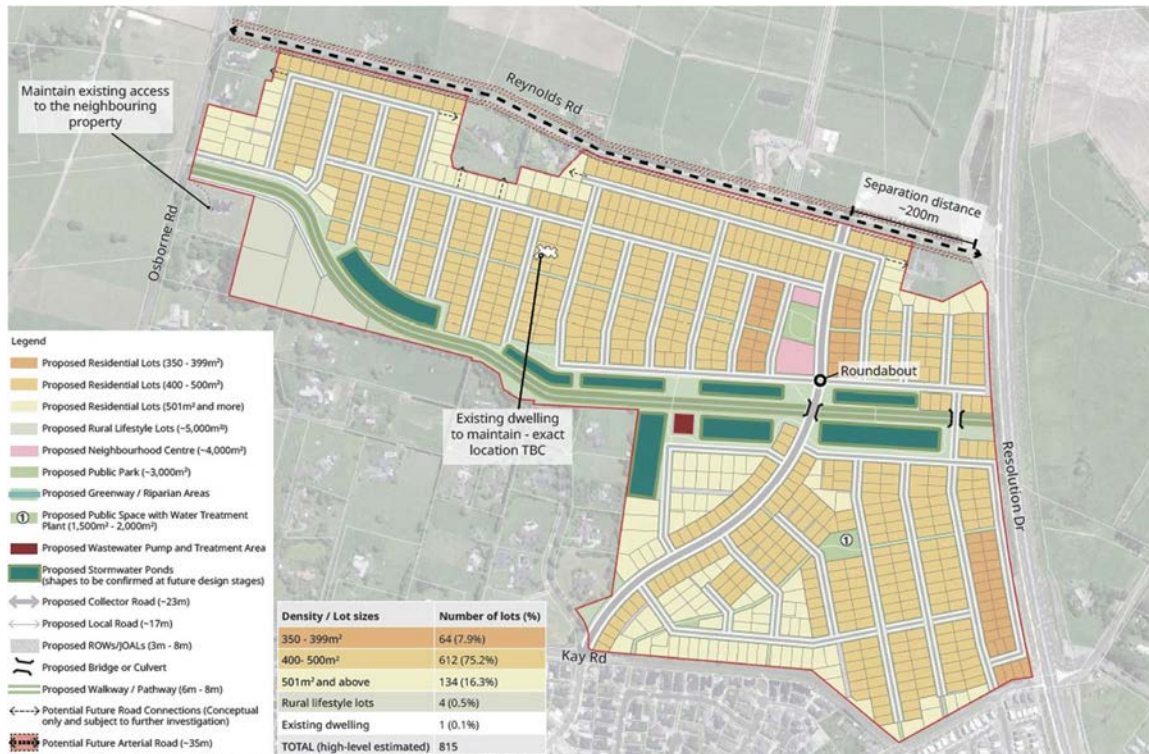 Maintain existing access
to the neighbouring
property
Reynolds Rd
Separation distance
~200m
Osborne Rd
Roundabout
Existing dwelling
to maintain - exact
location TBC
Resolution Dr
①
Kay Rd
Legend
Proposed Residential Lots (350 - 399m²)
Proposed Residential Lots (400 - 500m²)
Proposed Residential Lots (501m² and more)
Proposed Rural Lifestyle Lots (~5,000m²)
Proposed Neighbourhood Centre (~4,000m²)
Proposed Public Park (~3,000m²)
Proposed Greenway / Riparian Areas
① Proposed Public Space with Water Treatment
Plant (1,500m² - 2,000m²)
Proposed Wastewater Pump and Treatment Area
Proposed Stormwater Ponds
(shapes to be confirmed at future design stages)
Proposed Collector Road (~23m)
Proposed Local Road (~17m)
Proposed ROWs/JOALs (3m - 8m)
Proposed Bridge or Culvert
Proposed Walkway / Pathway (6m - 8m)
Potential Future Road Connections (Conceptual
only and subject to further investigation)
Potential Future Arterial Road (~35m)
Density / Lot sizes Number of lots (%)
350 - 399m² 64 (7.9%)
400- 500m² 612 (75.2%)
501m² and above 134 (16.3%)
Rural lifestyle lots 4 (0.5%)
Existing dwelling 1 (0.1%)
TOTAL (high-level estimated) 815